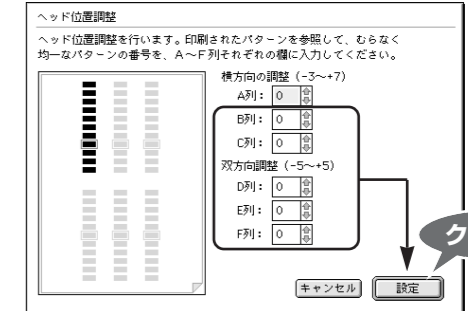 ヘッド位置調整
ヘッド位置調整を行います。印刷されたパターンを参照して、むらなく
均一なパターンの番号を、A～F列それぞれの欄に入力してください。
横方向の調整（-3～+7）
A列： 0
B列： 0
C列： 0
双方向調整（-5～+5）
D列： 0
E列： 0
F列： 0
ク
キャンセル 設定